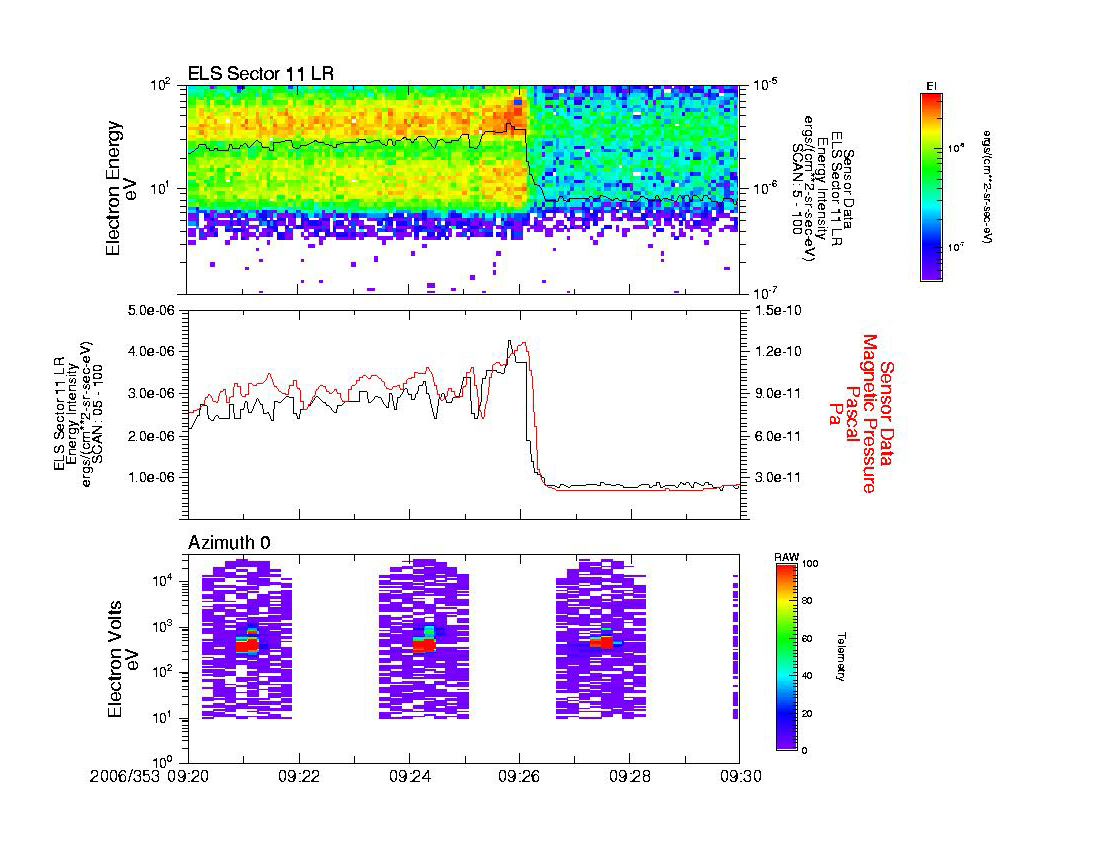 ELS Sector 11 LR
10²
10¹
Electron Energy
eV
10⁻⁵
10⁻⁶
10⁻⁷
Sensor Data
ELS Sector 11 LR
Energy Intensity
ergs/(cm**2-sr-sec-eV)
SCAN: 5 - 100
EI
10⁻⁶
10⁻⁷
ergs/(cm**2-sr-sec-eV)
5.0e-06
4.0e-06
3.0e-06
2.0e-06
1.0e-06
ELS Sector 11 LR
Energy Intensity
ergs/(cm**2-sr-sec-eV)
SCAN: 05 - 100
1.5e-10
1.2e-10
9.0e-11
6.0e-11
3.0e-11
Sensor Data
Magnetic Pressure
Pascal
Pa
Azimuth 0
10⁴
10³
10²
10¹
10⁰
Electron Volts
eV
RAW
100
80
60
40
20
0
Telemetry
2006/353 09:20 09:22 09:24 09:26 09:28 09:30